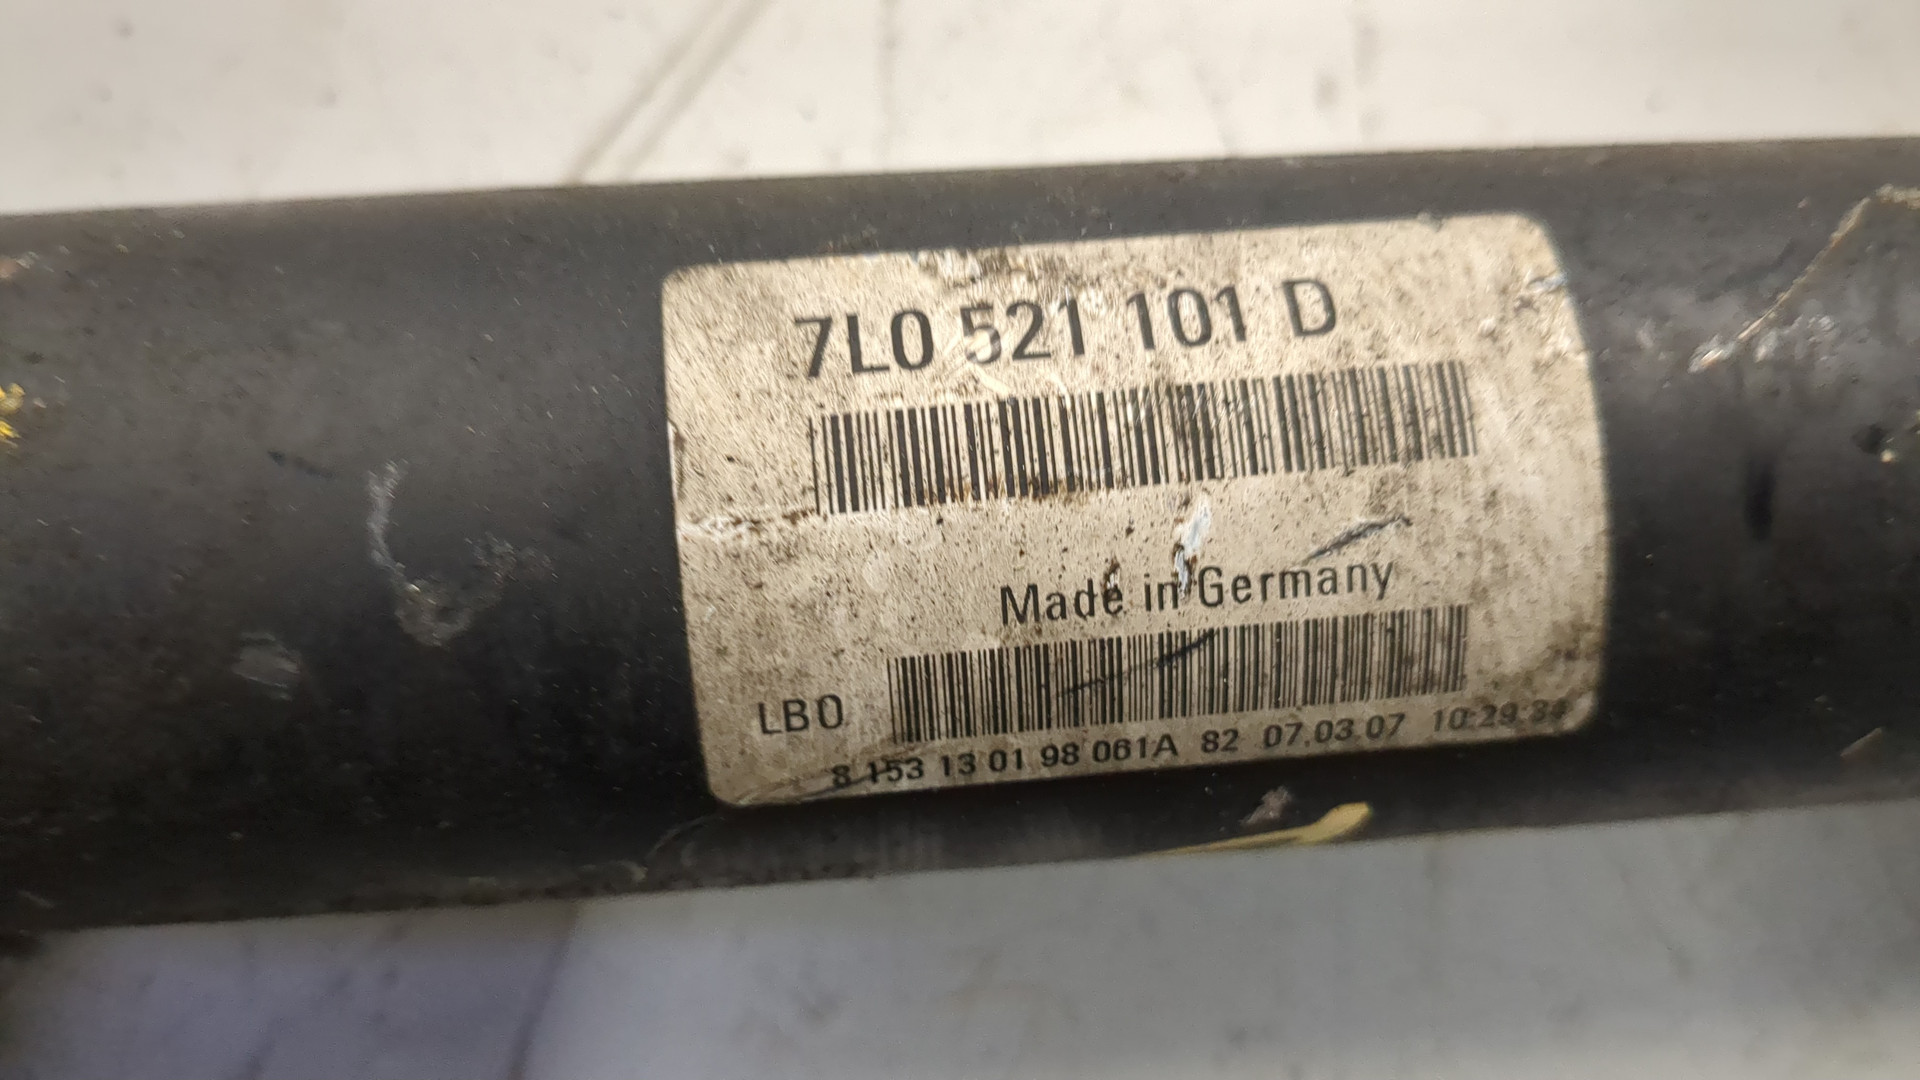 7L0 521 101 D
Made in Germany
LB0
8 153 13 01 98 061A 82 07.03.07 10:29:34